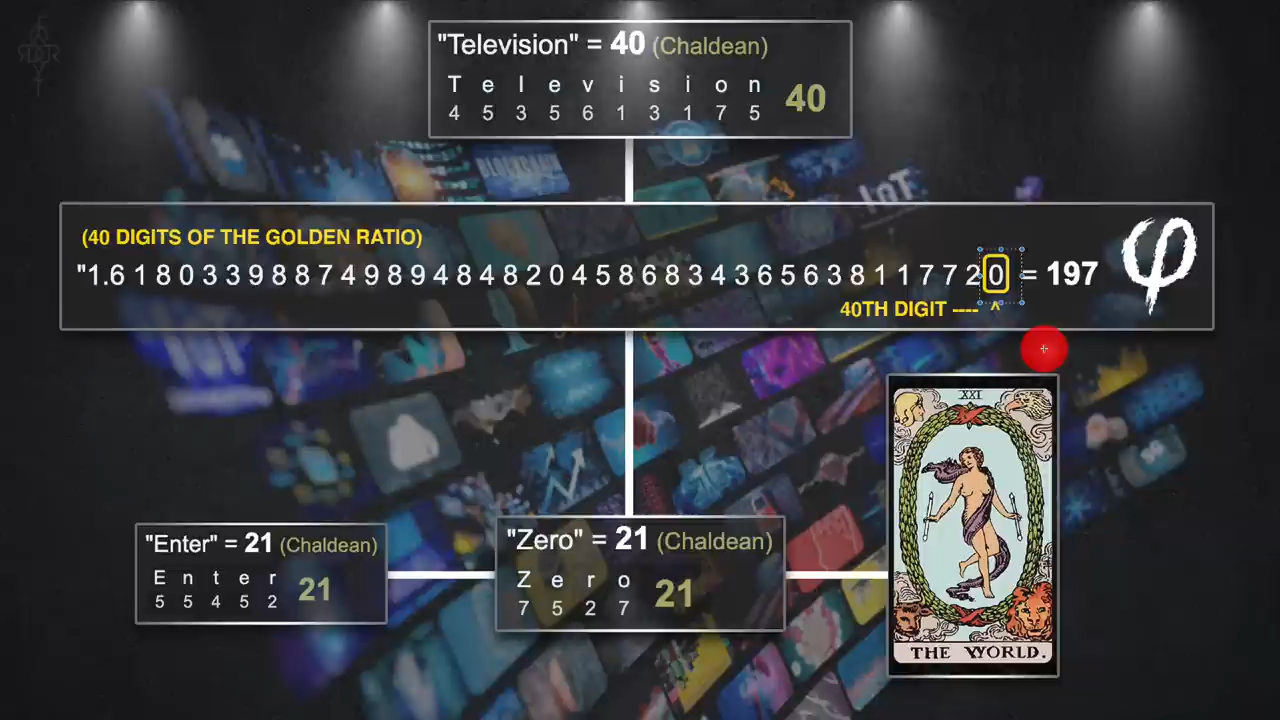 "Television" = 40 (Chaldean)
T e l e v i s i o n
4 5 3 5 6 1 3 1 7 5
40
BLOCKCHAIN
IoT
(40 DIGITS OF THE GOLDEN RATIO)
"1.6 1 8 0 3 3 9 8 8 7 4 9 8 9 4 8 4 8 2 0 4 5 8 6 8 3 4 3 6 5 6 3 8 1 1 7 7 2 0 = 197
φ
40TH DIGIT ---- ^
XXI
"Enter" = 21 (Chaldean)
E n t e r
5 5 4 5 2
21
"Zero" = 21 (Chaldean)
Z e r o
7 5 2 7
21
THE WORLD.